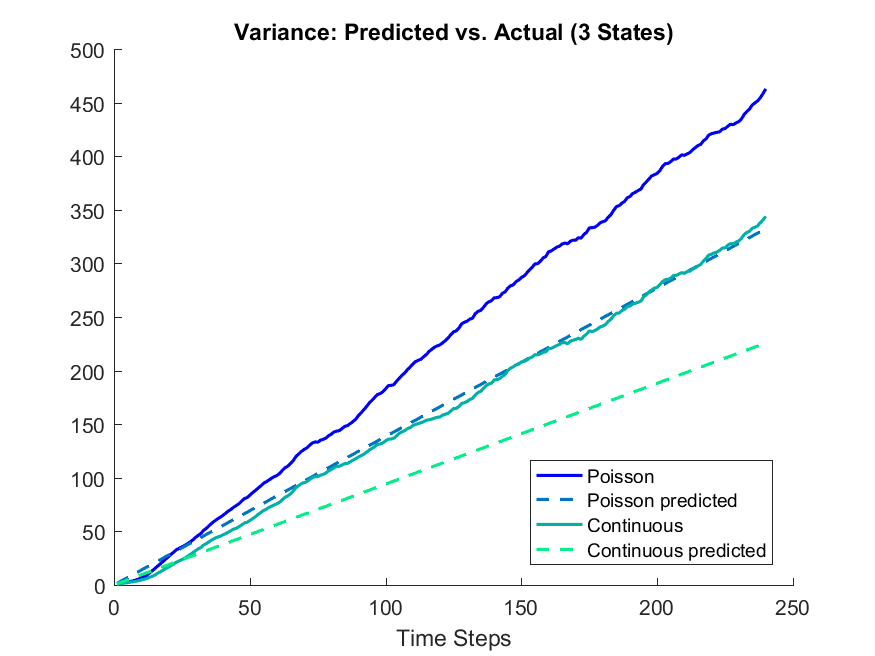 Variance: Predicted vs. Actual (3 States)
500
450
400
350
300
250
200
150
100
50
0
Poisson
Poisson predicted
Continuous
Continuous predicted
0 50 100 150 200 250
Time Steps